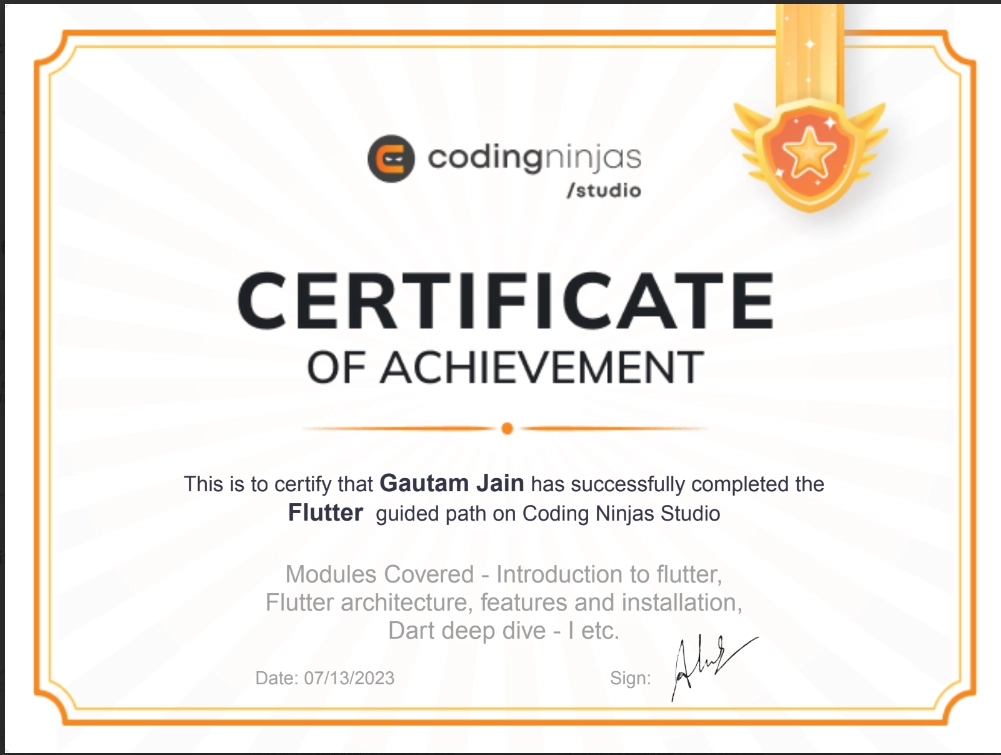 codingninjas
/studio
CERTIFICATE
OF ACHIEVEMENT
This is to certify that Gautam Jain has successfully completed the
Flutter guided path on Coding Ninjas Studio
Modules Covered - Introduction to flutter,
Flutter architecture, features and installation,
Dart deep dive - I etc.
Date: 07/13/2023
Sign: